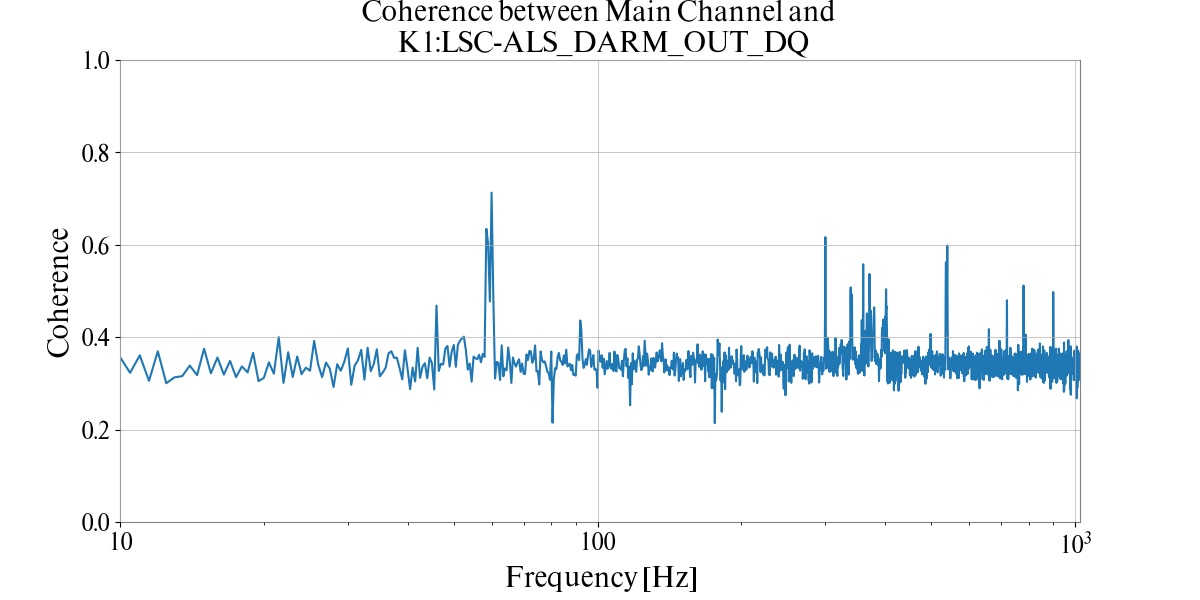 Coherence between Main Channel and
K1:LSC-ALS_DARM_OUT_DQ
1.0
0.8
0.6
0.4
0.2
0.0
Coherence
10
100
10³
Frequency [Hz]